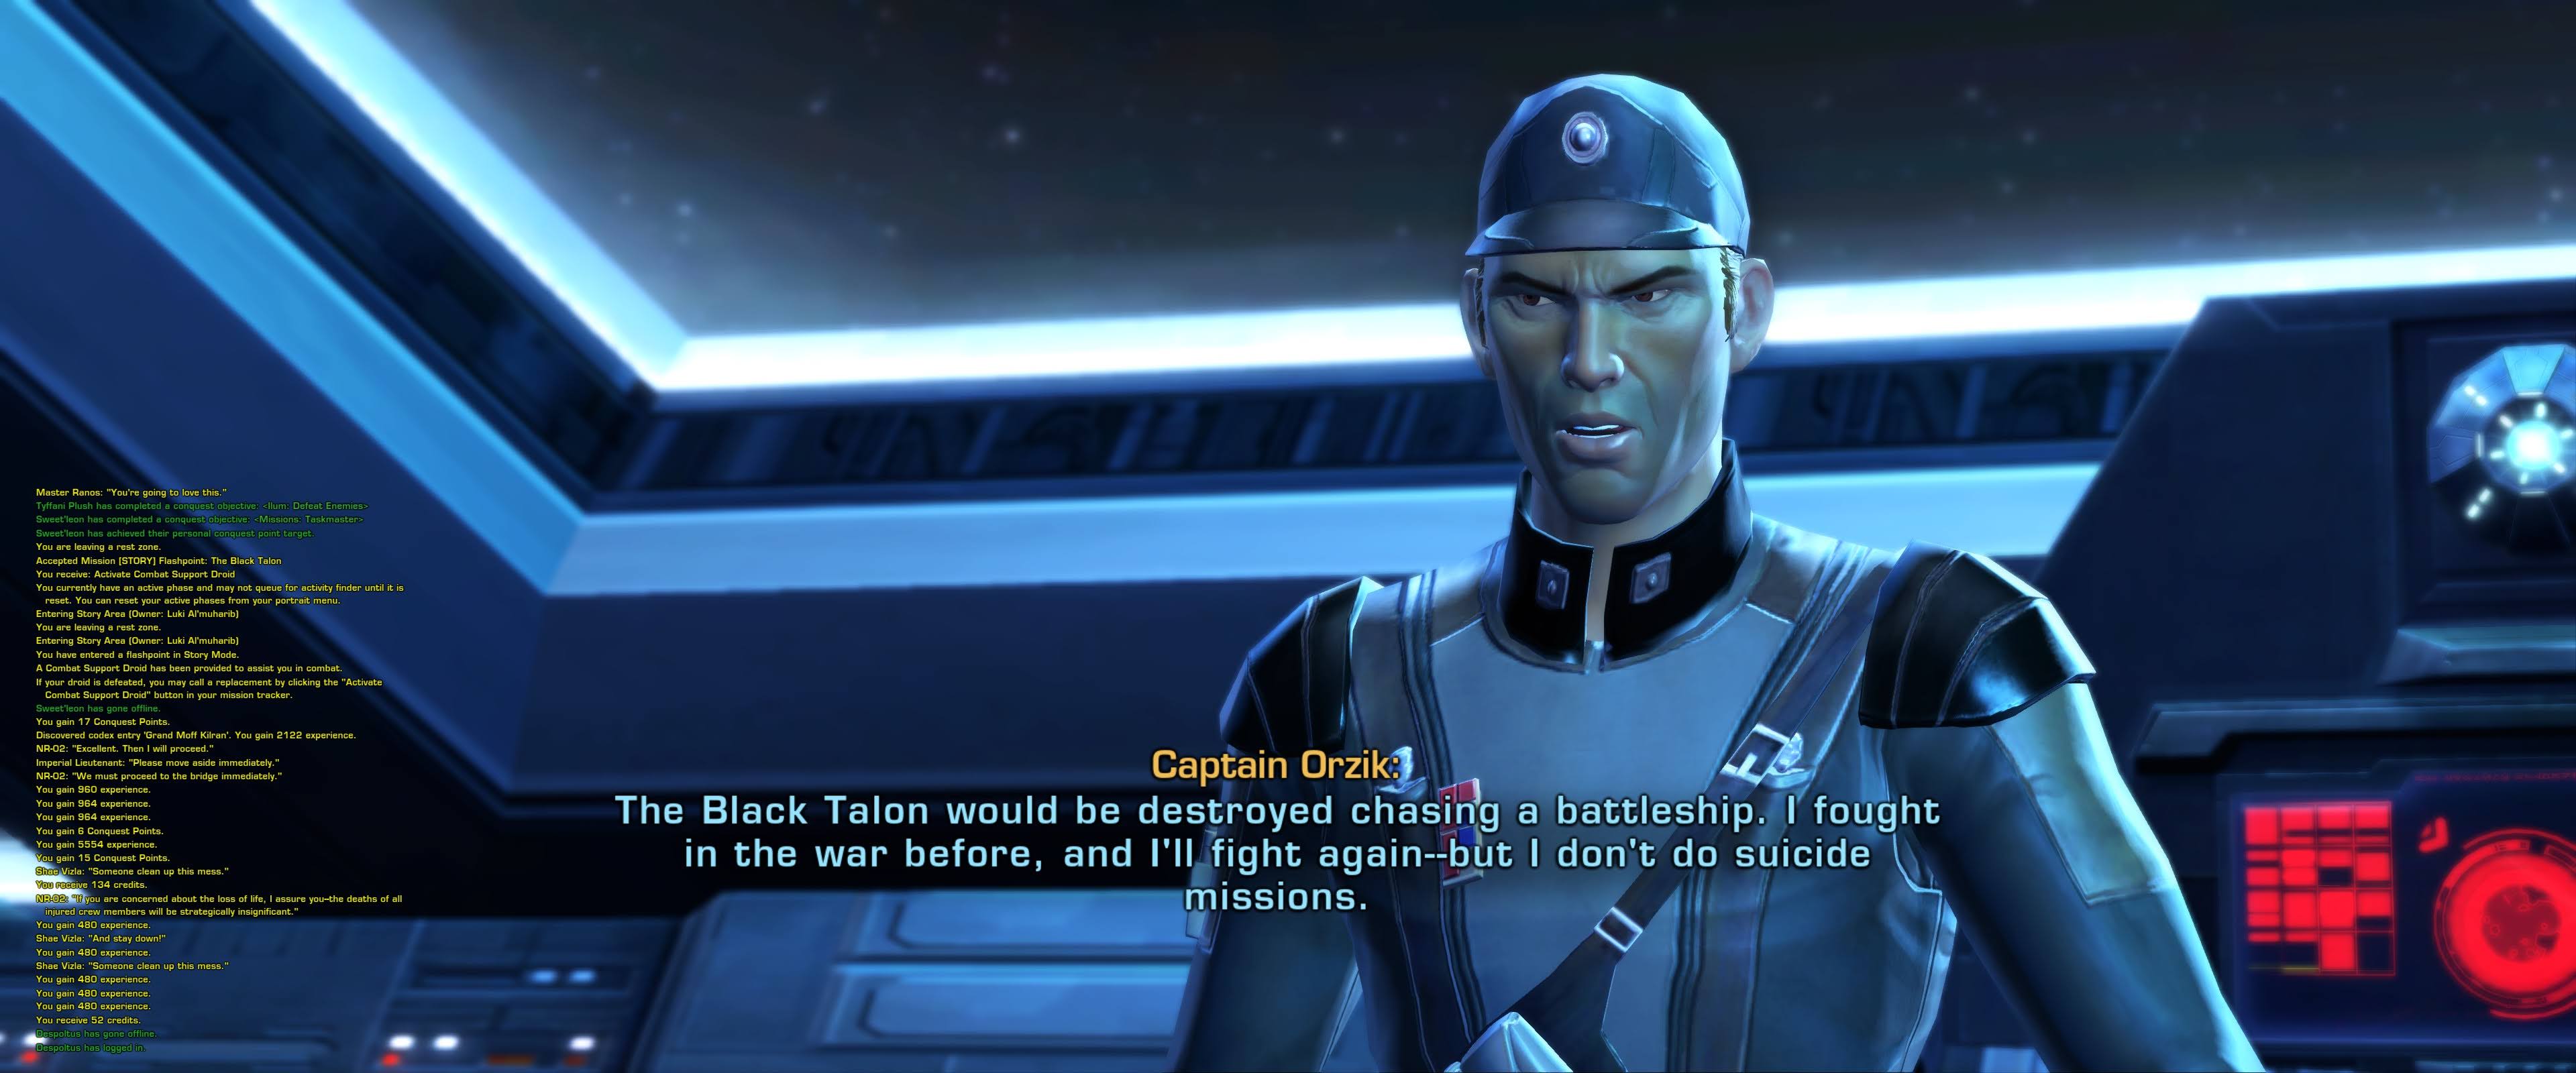 Master Ranos: "You're going to love this."
Tyffani Plush has completed a conquest objective: <Ilum: Defeat Enemies>
Sweet'leon has completed a conquest objective: <Missions: Taskmaster>
Sweet'leon has achieved their personal conquest point target.
You are leaving a rest zone.
Accepted Mission [STORY] Flashpoint: The Black Talon
You receive: Activate Combat Support Droid
You currently have an active phase and may not queue for activity finder until it is
reset. You can reset your active phases from your portrait menu.
Entering Story Area (Owner: Luki Al'muharib)
You are leaving a rest zone.
Entering Story Area (Owner: Luki Al'muharib)
You have entered a flashpoint in Story Mode.
A Combat Support Droid has been provided to assist you in combat.
If your droid is defeated, you may call a replacement by clicking the "Activate
Combat Support Droid" button in your mission tracker.
Sweet'leon has gone offline.
You gain 17 Conquest Points.
Discovered codex entry 'Grand Moff Kilran'. You gain 2122 experience.
NR-02: "Excellent. Then I will proceed."
Imperial Lieutenant: "Please move aside immediately."
NR-02: "We must proceed to the bridge immediately."
You gain 960 experience.
You gain 964 experience.
You gain 964 experience.
You gain 6 Conquest Points.
You gain 5554 experience.
You gain 15 Conquest Points.
Shae Vizla: "Someone clean up this mess."
You receive 134 credits.
NR-02: "If you are concerned about the loss of life, I assure you--the deaths of all
injured crew members will be strategically insignificant."
You gain 480 experience.
Shae Vizla: "And stay down!"
You gain 480 experience.
Shae Vizla: "Someone clean up this mess."
You gain 480 experience.
You gain 480 experience.
You gain 480 experience.
You receive 52 credits.
Despoltus has gone offline.
Despoltus has logged in.
Captain Orzik:
The Black Talon would be destroyed chasing a battleship. I fought
in the war before, and I'll fight again--but I don't do suicide
missions.